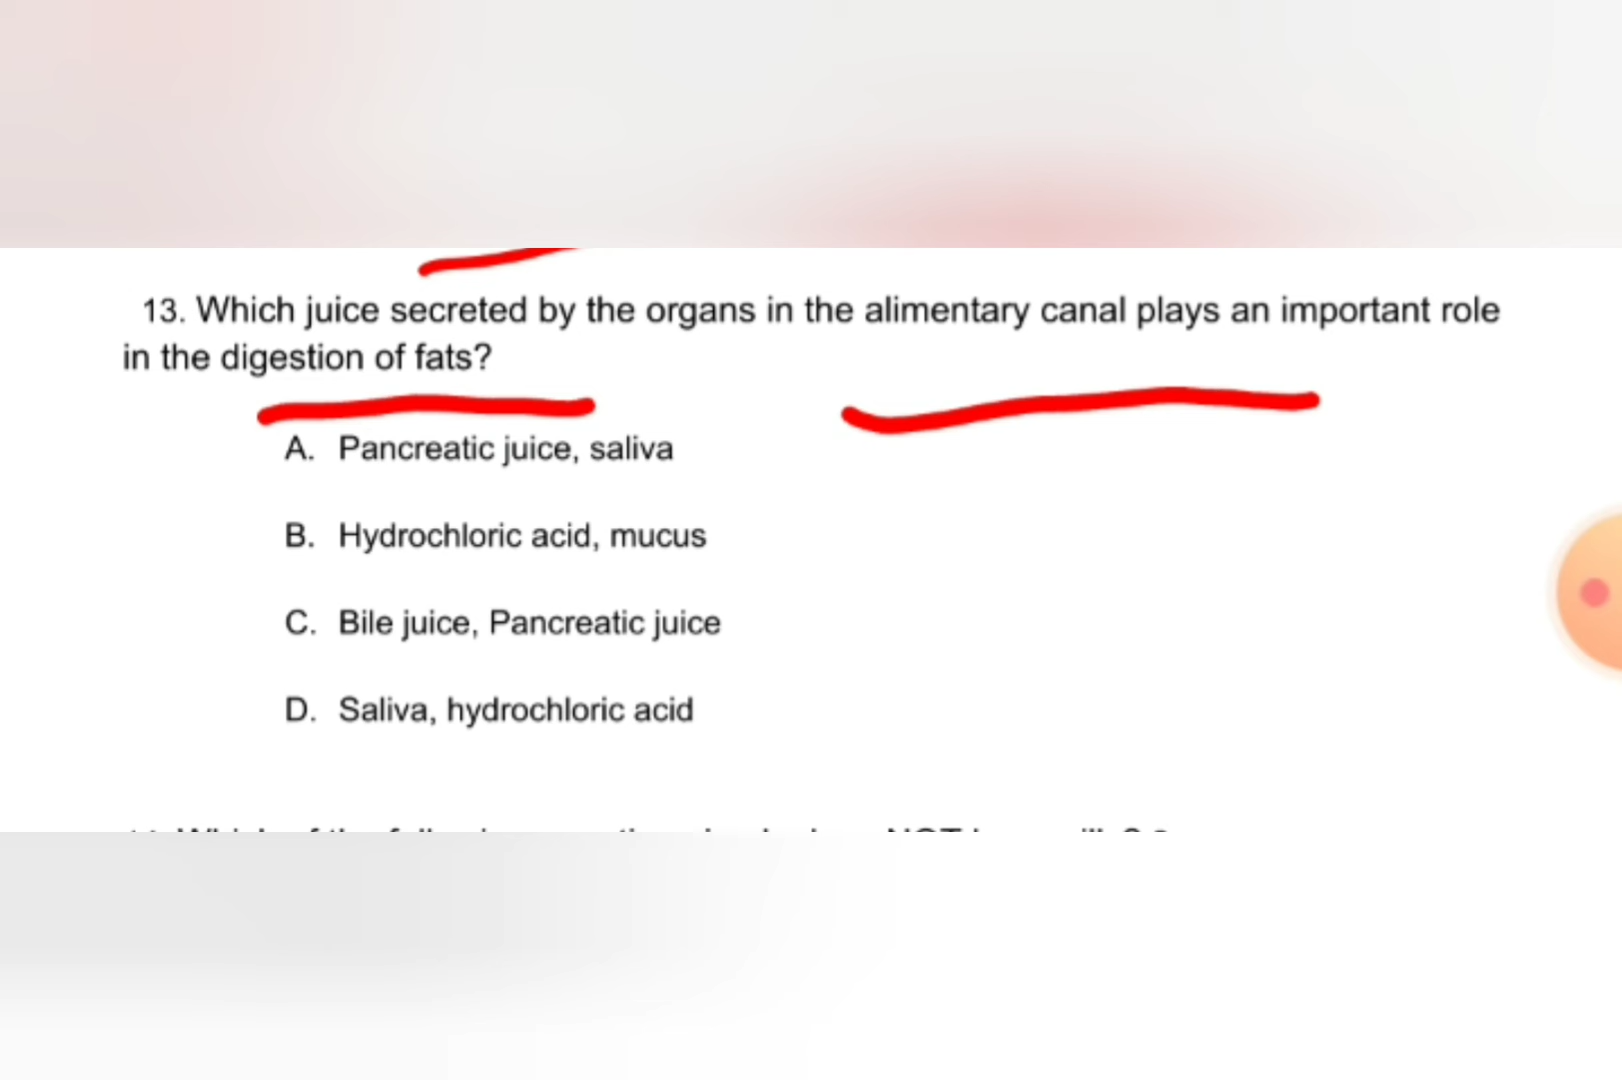 13. Which juice secreted by the organs in the alimentary canal plays an important role
in the digestion of fats?
A. Pancreatic juice, saliva
B. Hydrochloric acid, mucus
C. Bile juice, Pancreatic juice
D. Saliva, hydrochloric acid